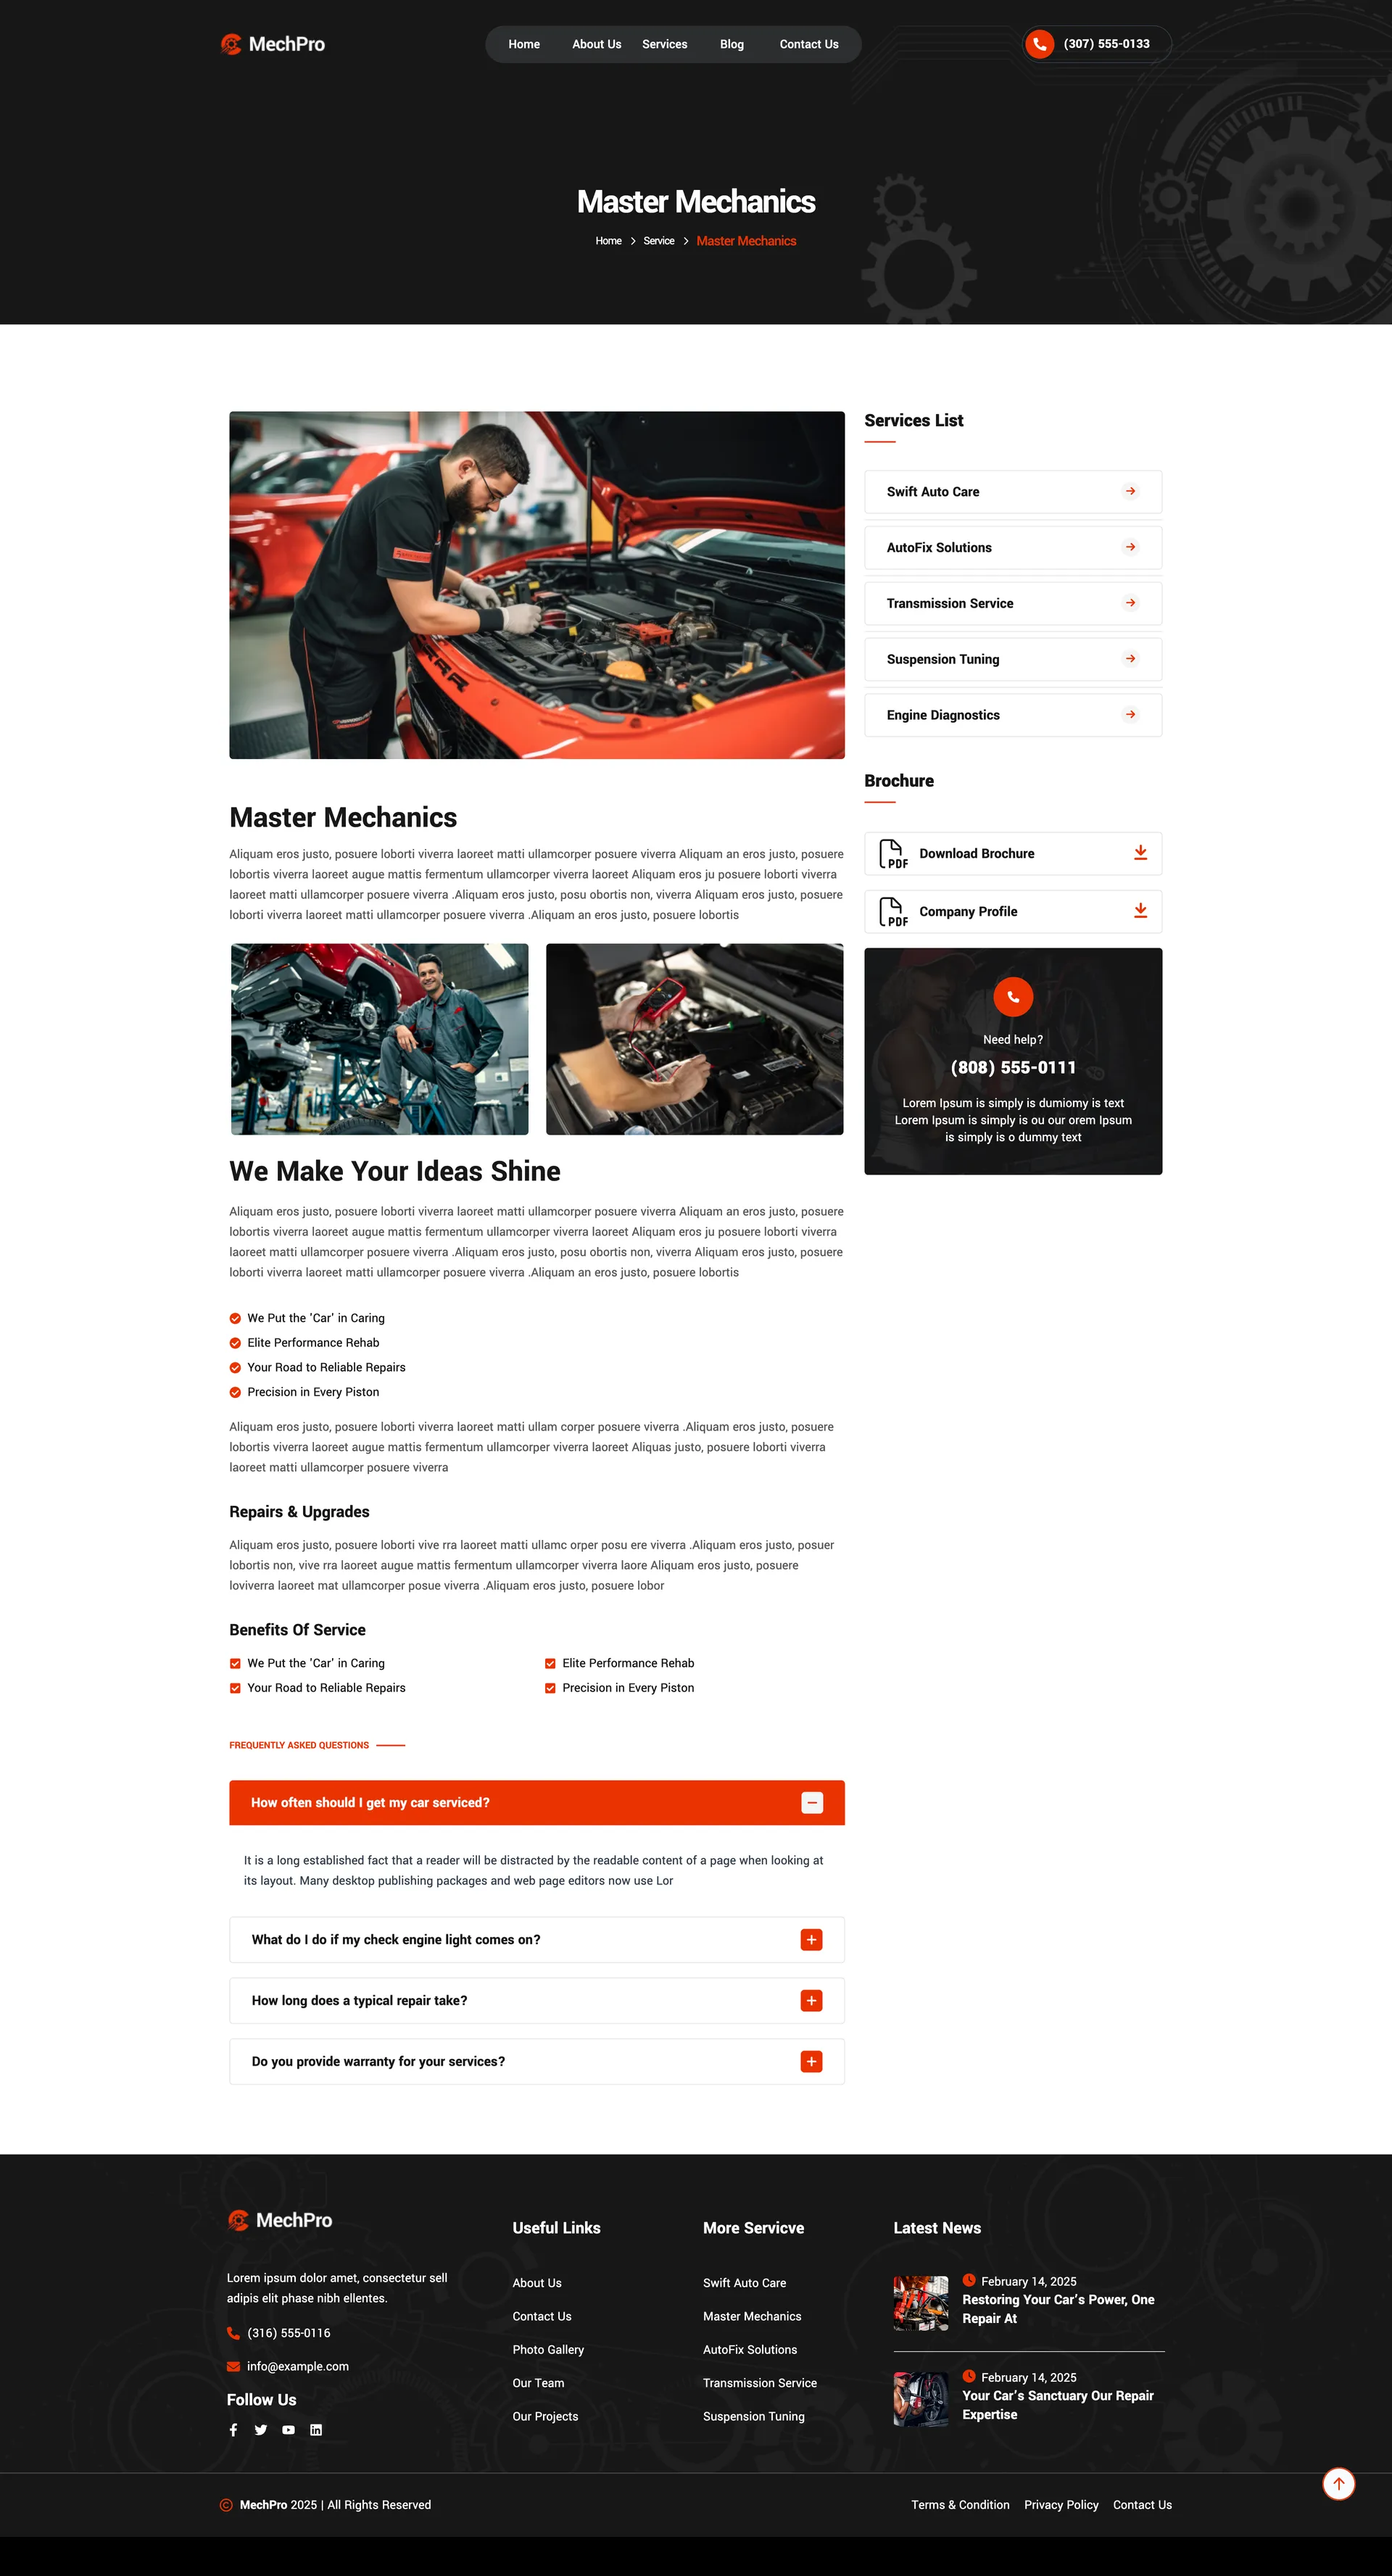 MechPro
Home About Us Services Blog Contact Us
(307) 555-0133
Master Mechanics
Home Service Master Mechanics
Master Mechanics
Aliquam eros justo, posuere loborti viverra laoreet matti ullamcorper posuere viverra Aliquam an eros justo, posuere
lobortis viverra laoreet augue mattis fermentum ullamcorper viverra laoreet Aliquam eros ju posuere loborti viverra
laoreet matti ullamcorper posuere viverra .Aliquam eros justo, posu obortis non, viverra Aliquam eros justo, posuere
loborti viverra laoreet matti ullamcorper posuere viverra .Aliquam an eros justo, posuere lobortis
We Make Your Ideas Shine
Aliquam eros justo, posuere loborti viverra laoreet matti ullamcorper posuere viverra Aliquam an eros justo, posuere
lobortis viverra laoreet augue mattis fermentum ullamcorper viverra laoreet Aliquam eros ju posuere loborti viverra
laoreet matti ullamcorper posuere viverra .Aliquam eros justo, posu obortis non, viverra Aliquam eros justo, posuere
loborti viverra laoreet matti ullamcorper posuere viverra .Aliquam an eros justo, posuere lobortis
We Put the 'Car' in Caring
Elite Performance Rehab
Your Road to Reliable Repairs
Precision in Every Piston
Aliquam eros justo, posuere loborti viverra laoreet matti ullam corper posuere viverra .Aliquam eros justo, posuere
lobortis viverra laoreet augue mattis fermentum ullamcorper viverra laoreet Aliquas justo, posuere loborti viverra
laoreet matti ullamcorper posuere viverra
Repairs & Upgrades
Aliquam eros justo, posuere loborti vive rra laoreet matti ullamc orper posu ere viverra .Aliquam eros justo, posuer
lobortis non, vive rra laoreet augue mattis fermentum ullamcorper viverra laore Aliquam eros justo, posuere
loviverra laoreet mat ullamcorper posue viverra .Aliquam eros justo, posuere lobor
Benefits Of Service
We Put the 'Car' in Caring
Elite Performance Rehab
Your Road to Reliable Repairs
Precision in Every Piston
FREQUENTLY ASKED QUESTIONS
How often should I get my car serviced?
It is a long established fact that a reader will be distracted by the readable content of a page when looking at
its layout. Many desktop publishing packages and web page editors now use Lor
What do I do if my check engine light comes on?
How long does a typical repair take?
Do you provide warranty for your services?
Services List
Swift Auto Care
AutoFix Solutions
Transmission Service
Suspension Tuning
Engine Diagnostics
Brochure
PDF Download Brochure
PDF Company Profile
Need help?
(808) 555-0111
Lorem Ipsum is simply is dumiomy is text
Lorem Ipsum is simply is ou our orem Ipsum
is simply is o dummy text
MechPro
Lorem ipsum dolor amet, consectetur sell
adipis elit phase nibh ellentes.
(316) 555-0116
info@example.com
Follow Us
Useful Links
About Us
Contact Us
Photo Gallery
Our Team
Our Projects
More Servicve
Swift Auto Care
Master Mechanics
AutoFix Solutions
Transmission Service
Suspension Tuning
Latest News
February 14, 2025
Restoring Your Car's Power, One
Repair At
February 14, 2025
Your Car's Sanctuary Our Repair
Expertise
© MechPro 2025 | All Rights Reserved
Terms & Condition Privacy Policy Contact Us